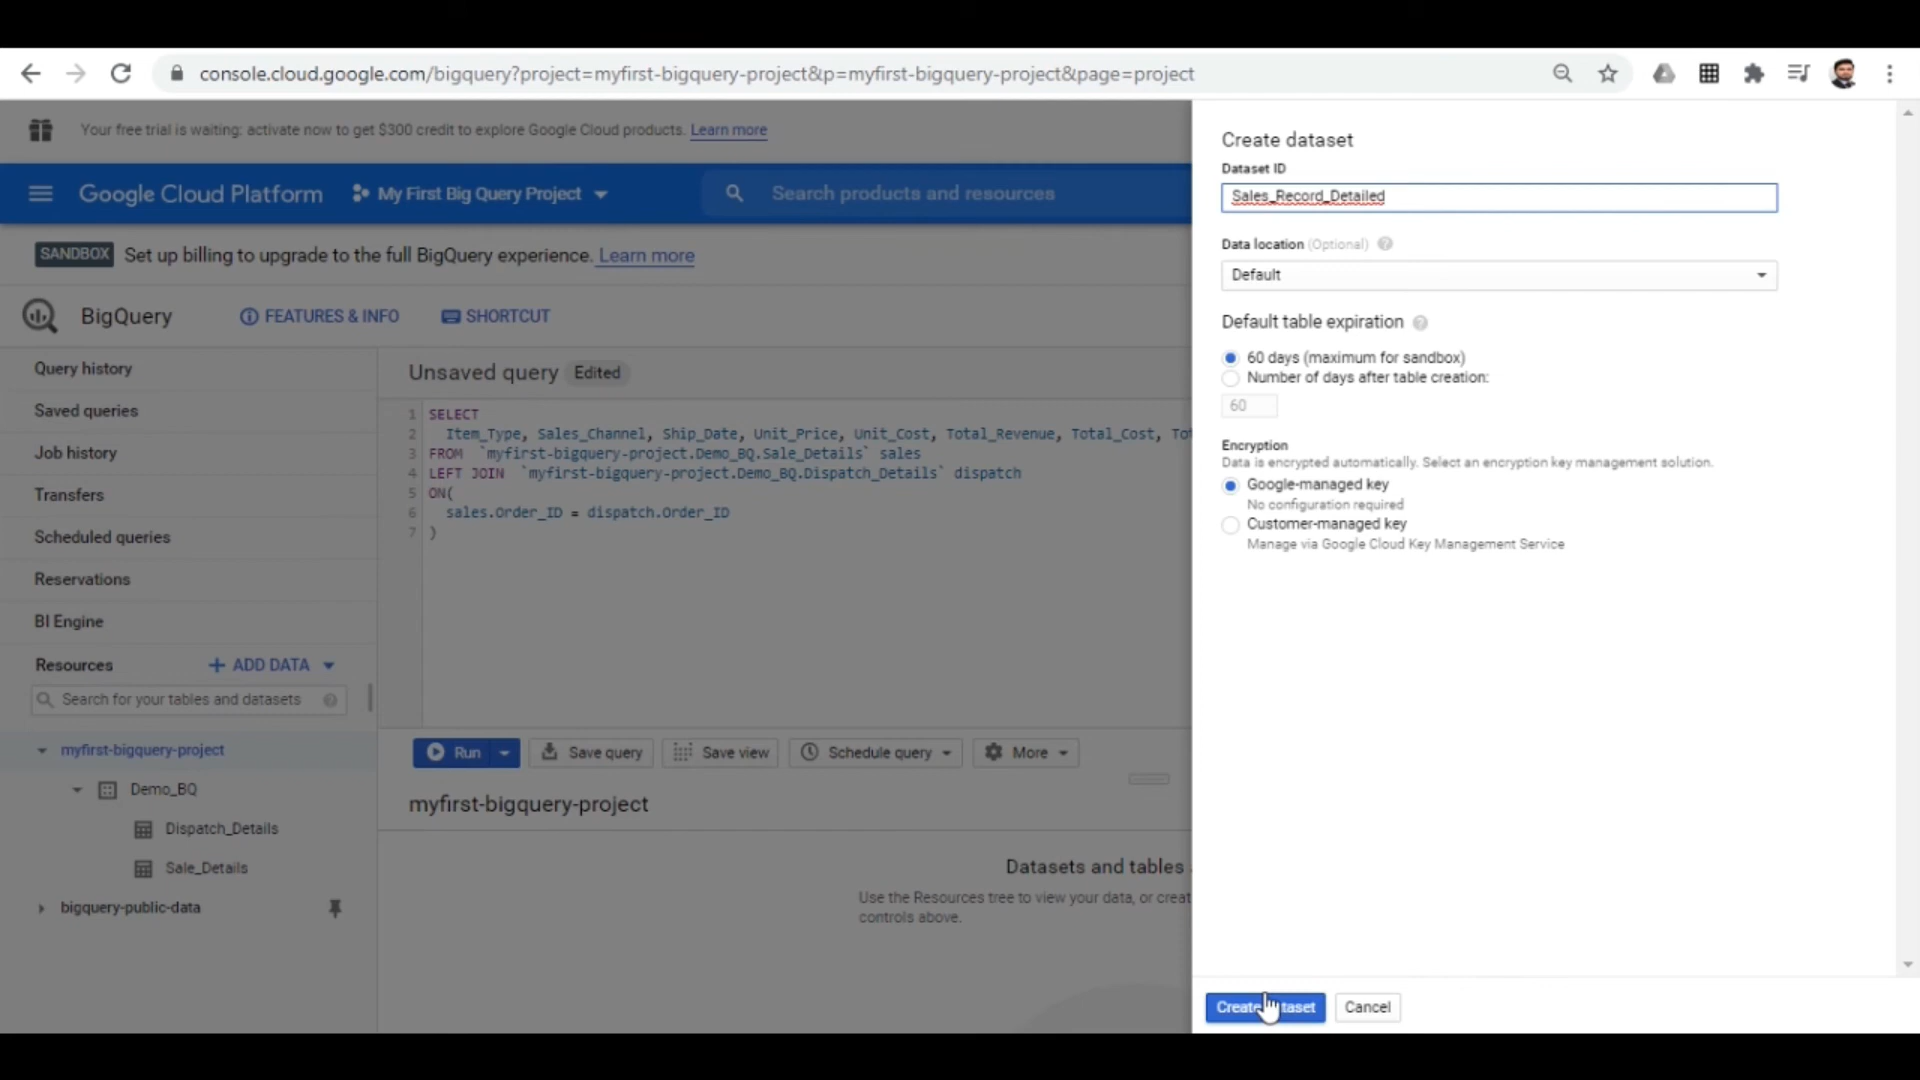 console.cloud.google.com/bigquery?project=myfirst-bigquery-project&p=myfirst-bigquery-project&page=project
Your free trial is waiting: activate now to get $300 credit to explore Google Cloud products. Learn more
Google Cloud Platform My First Big Query Project Search products and resources
SANDBOX Set up billing to upgrade to the full BigQuery experience. Learn more
BigQuery FEATURES & INFO SHORTCUT
Query history
Saved queries
Job history
Transfers
Scheduled queries
Reservations
BI Engine
Resources + ADD DATA
Search for your tables and datasets
myfirst-bigquery-project
Demo_BQ
Dispatch_Details
Sale_Details
bigquery-public-data
Unsaved query Edited
1 SELECT
2 Item_Type, Sales_Channel, Ship_Date, Unit_Price, Unit_Cost, Total_Revenue, Total_Cost,
3 FROM `myfirst-bigquery-project.Demo_BQ.Sale_Details` sales
4 LEFT JOIN `myfirst-bigquery-project.Demo_BQ.Dispatch_Details` dispatch
5 ON(
6 sales.Order_ID = dispatch.Order_ID
7 )
Run Save query Save view Schedule query More
myfirst-bigquery-project
Datasets and tables
Use the Resources tree to view your data, or creat
controls above.
Create dataset
Dataset ID
Sales_Record_Detailed
Data location (Optional)
Default
Default table expiration
60 days (maximum for sandbox)
Number of days after table creation:
60
Encryption
Data is encrypted automatically. Select an encryption key management solution.
Google-managed key
No configuration required
Customer-managed key
Manage via Google Cloud Key Management Service
Create taset Cancel